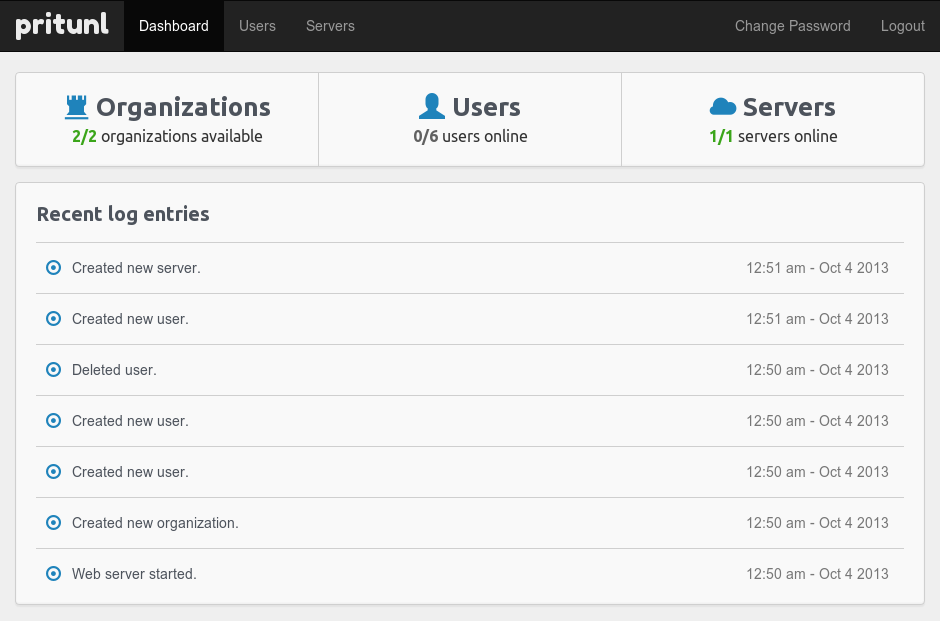 pritunl Dashboard Users Servers Change Password Logout
Organizations Users Servers
2/2 organizations available 0/6 users online 1/1 servers online
Recent log entries
Created new server. 12:51 am - Oct 4 2013
Created new user. 12:51 am - Oct 4 2013
Deleted user. 12:50 am - Oct 4 2013
Created new user. 12:50 am - Oct 4 2013
Created new user. 12:50 am - Oct 4 2013
Created new organization. 12:50 am - Oct 4 2013
Web server started. 12:50 am - Oct 4 2013